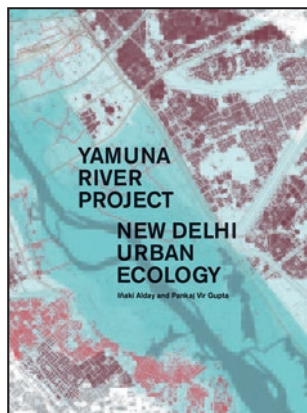 YAMUNA
RIVER
PROJECT
NEW DELHI
URBAN
ECOLOGY
Iñaki Alday and Pankaj Vir Gupta